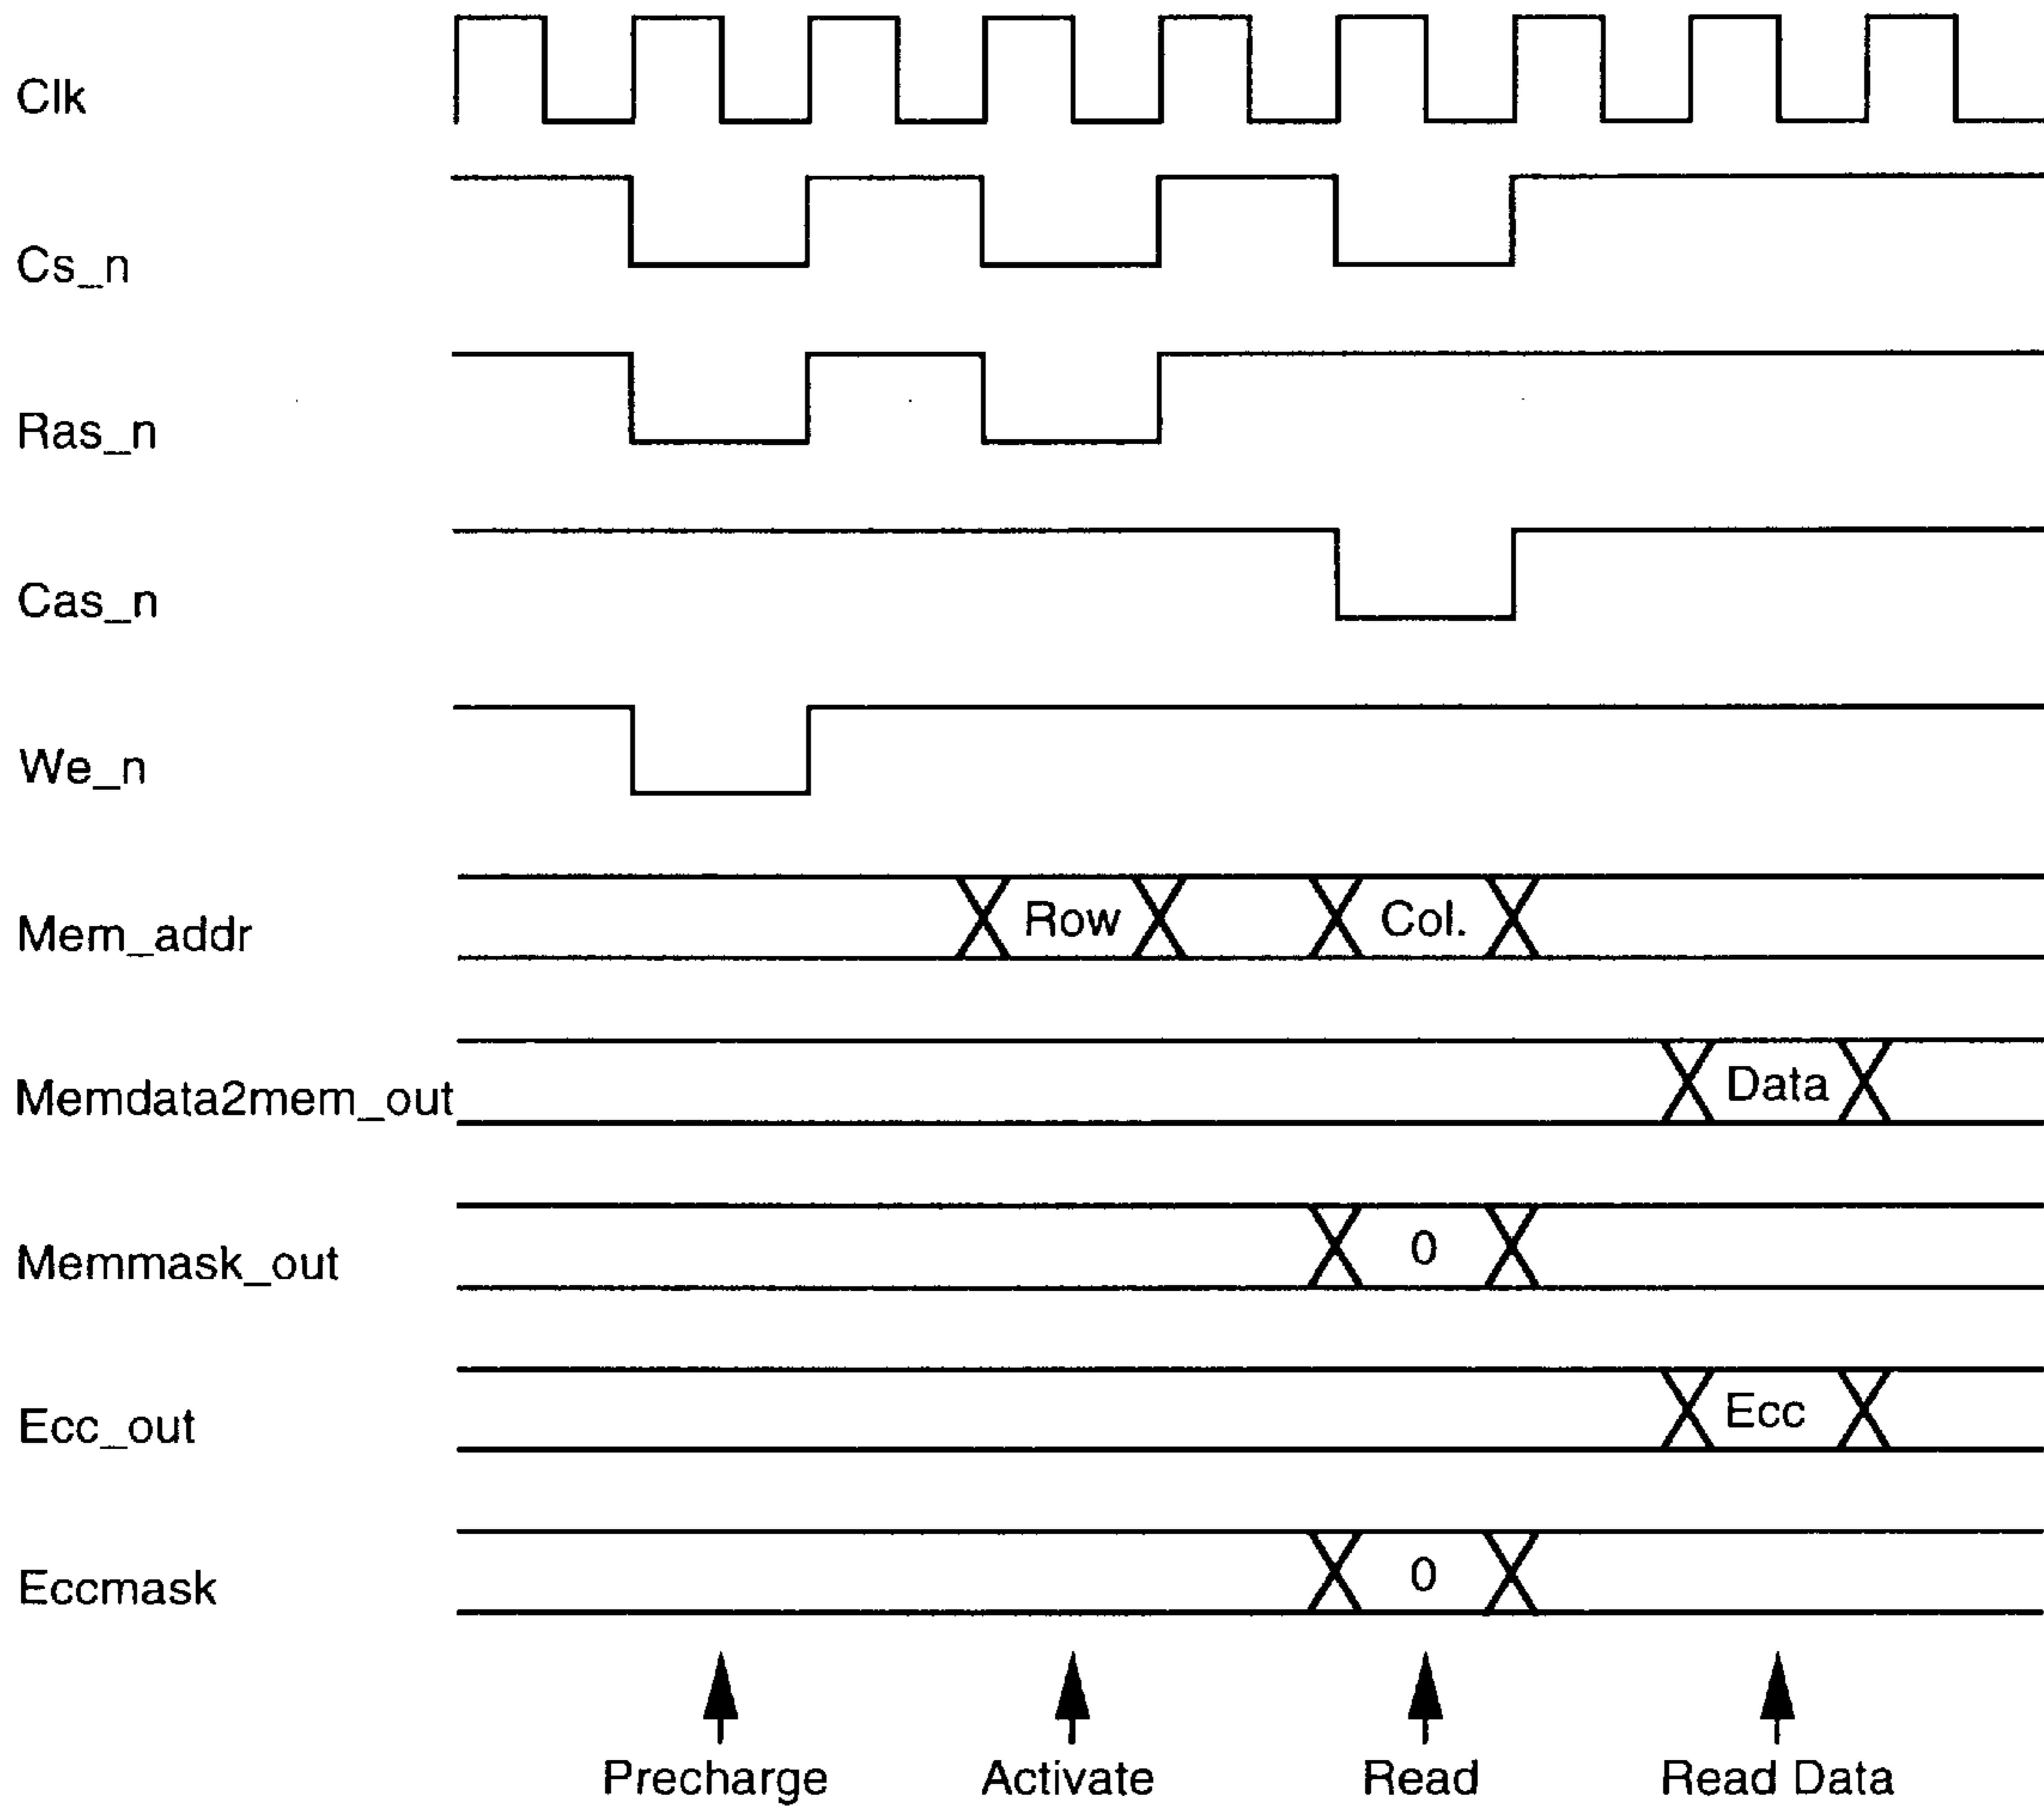 Clk
Cs_n
Ras_n
Cas_n
We_n
Mem_addr Row Col.
Memdata2mem_out Data
Memmask_out 0
Ecc_out Ecc
Eccmask 0
Precharge Activate Read Read Data